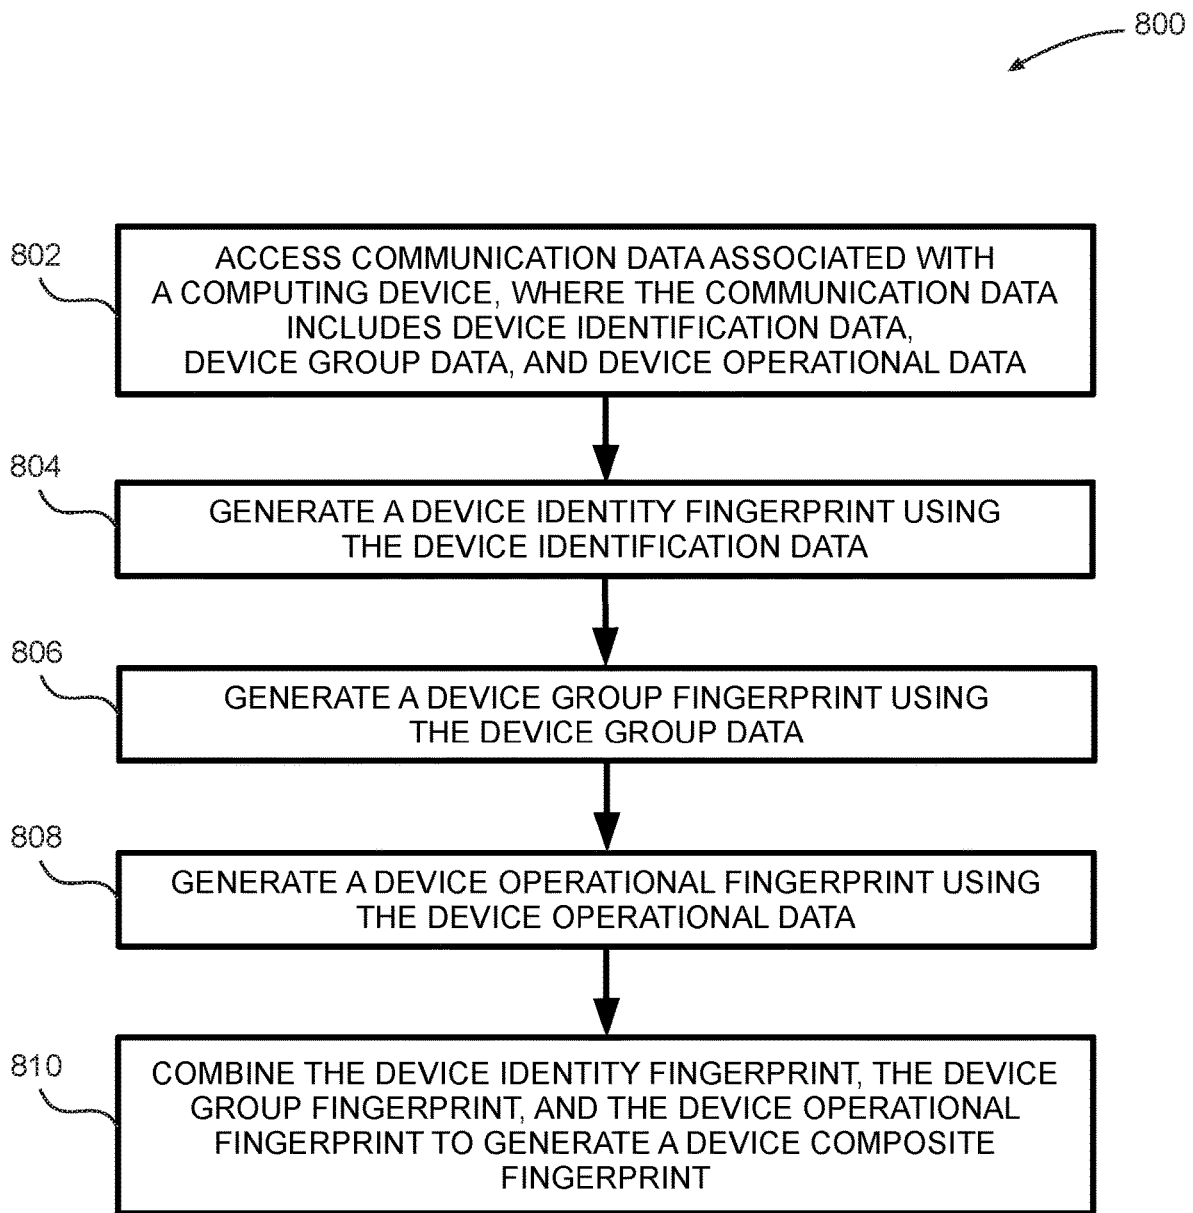 800
802
ACCESS COMMUNICATION DATA ASSOCIATED WITH
A COMPUTING DEVICE, WHERE THE COMMUNICATION DATA
INCLUDES DEVICE IDENTIFICATION DATA,
DEVICE GROUP DATA, AND DEVICE OPERATIONAL DATA
804
GENERATE A DEVICE IDENTITY FINGERPRINT USING
THE DEVICE IDENTIFICATION DATA
806
GENERATE A DEVICE GROUP FINGERPRINT USING
THE DEVICE GROUP DATA
808
GENERATE A DEVICE OPERATIONAL FINGERPRINT USING
THE DEVICE OPERATIONAL DATA
810
COMBINE THE DEVICE IDENTITY FINGERPRINT, THE DEVICE
GROUP FINGERPRINT, AND THE DEVICE OPERATIONAL
FINGERPRINT TO GENERATE A DEVICE COMPOSITE
FINGERPRINT